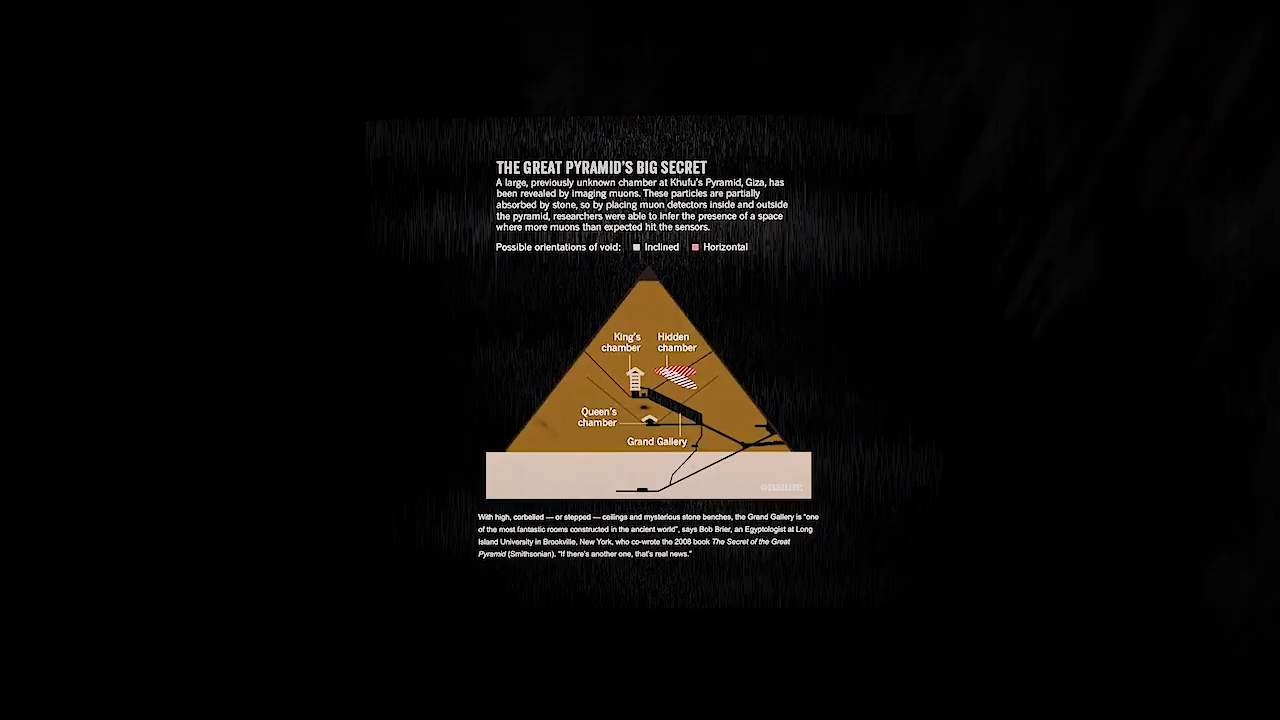 THE GREAT PYRAMID'S BIG SECRET
A large, previously unknown chamber at Khufu's Pyramid, Giza, has
been revealed by imaging muons. These particles are partially
absorbed by stone, so by placing muon detectors inside and outside
the pyramid, researchers were able to infer the presence of a space
where more muons than expected hit the sensors.
Possible orientations of void: Inclined Horizontal
King's
chamber
Hidden
chamber
Queen's
chamber
Grand Gallery
©nature
With high, corbelled — or stepped — ceilings and mysterious stone benches, the Grand Gallery is "one
of the most fantastic rooms constructed in the ancient world", says Bob Brier, an Egyptologist at Long
Island University in Brookville, New York, who co-wrote the 2008 book The Secret of the Great
Pyramid (Smithsonian). "If there's another one, that's real news."